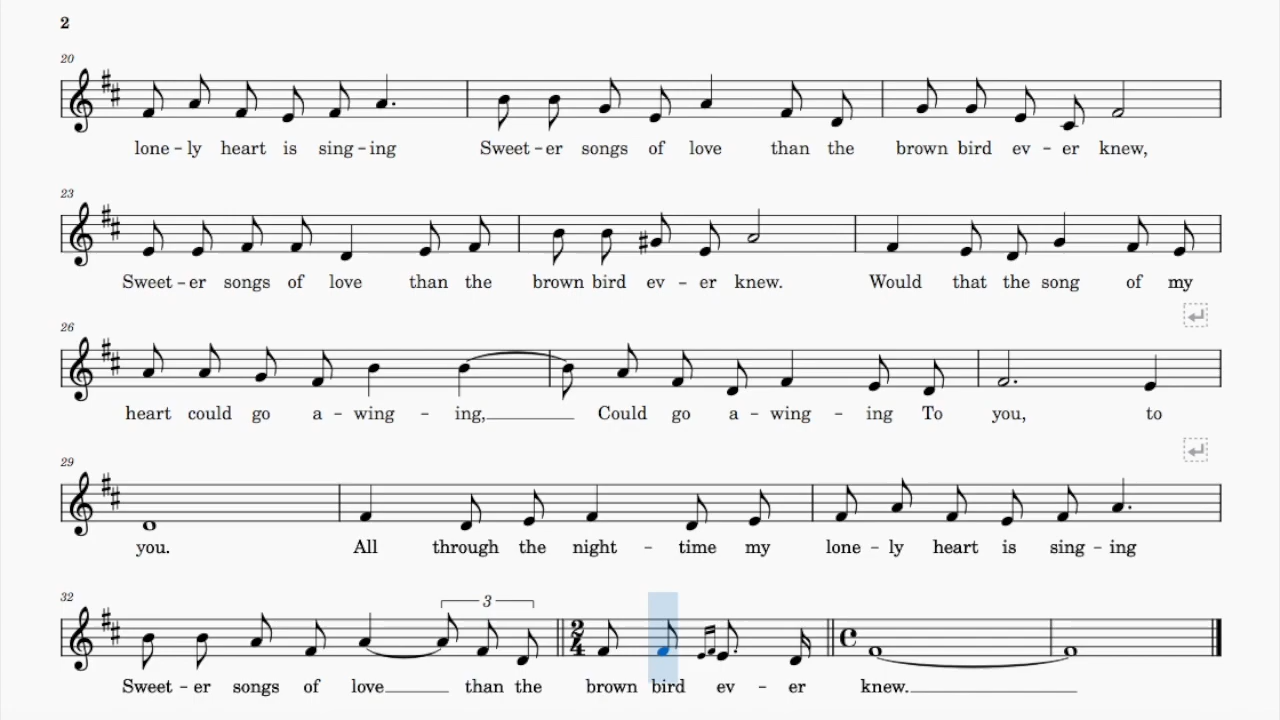 2
20
lone - ly heart is sing - ing Sweet - er songs of love than the brown bird ev - er knew,
23
Sweet - er songs of love than the brown bird ev - er knew. Would that the song of my
26
heart could go a - wing - ing, Could go a - wing - ing To you, to
29
you. All through the night - time my lone - ly heart is sing - ing
32
3
2
4
Sweet - er songs of love than the brown bird ev - er knew.